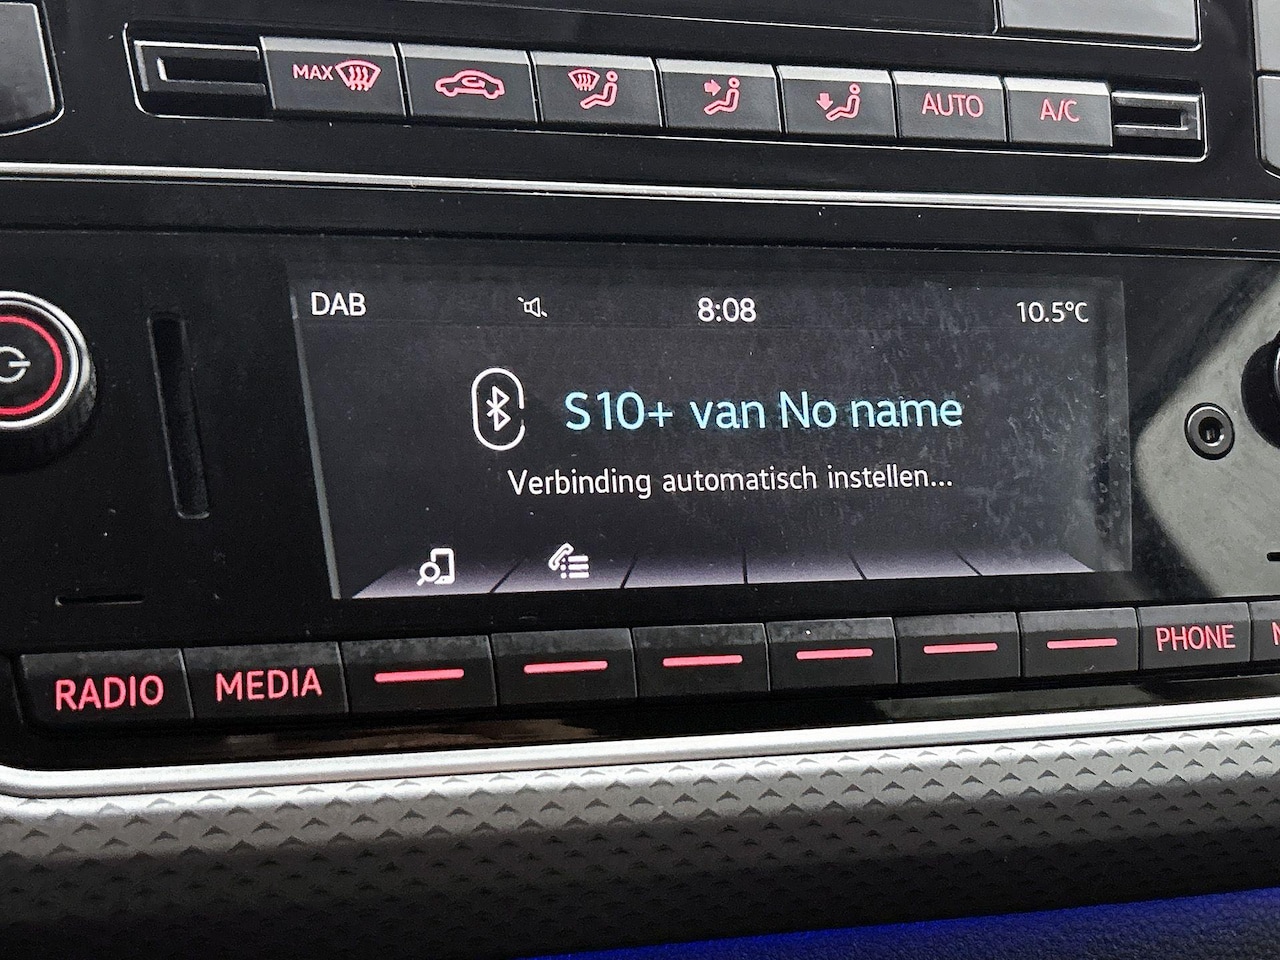 MAX
AUTO
A/C
DAB
8:08
10.5°C
S10+ van No name
Verbinding automatisch instellen...
RADIO
MEDIA
PHONE